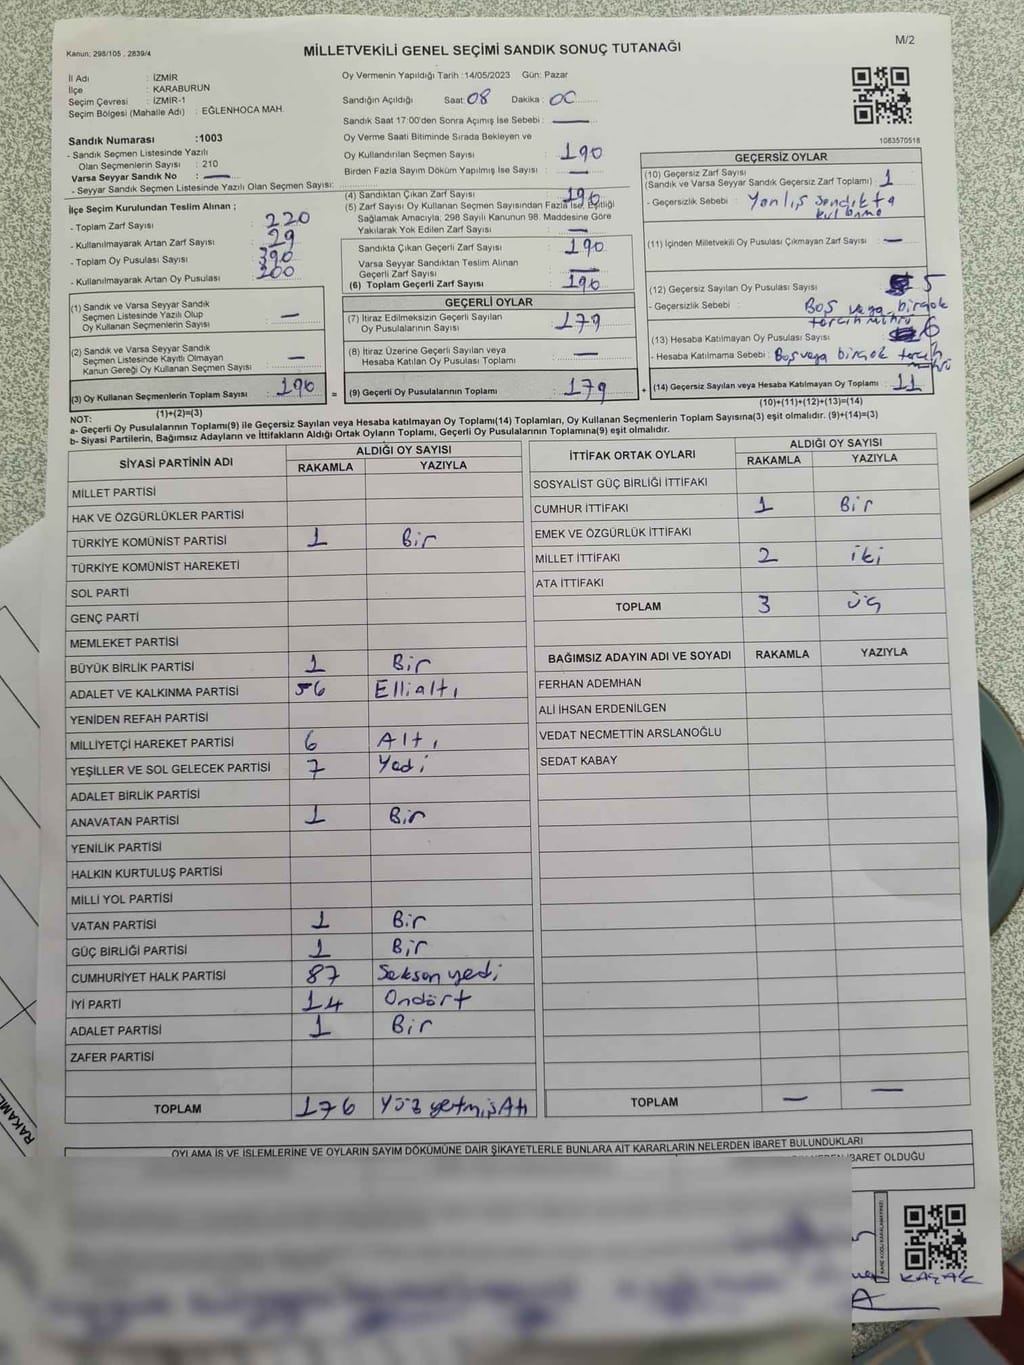 Kanun: 298/105 , 2839/4
MİLLETVEKİLİ GENEL SEÇİMİ SANDIK SONUÇ TUTANAĞI
M/2
İl Adı : İZMİR
İlçe : KARABURUN
Seçim Çevresi : İZMİR-1
Seçim Bölgesi (Mahalle Adı) : EĞLENHOCA MAH.
Sandık Numarası :1003
- Sandık Seçmen Listesinde Yazılı
Olan Seçmenlerin Sayısı : 210
Varsa Seyyar Sandık No : —
- Seyyar Sandık Seçmen Listesinde Yazılı Olan Seçmen Sayısı:
İlçe Seçim Kurulundan Teslim Alınan ;
- Toplam Zarf Sayısı : 220
- Kullanılmayarak Artan Zarf Sayısı : 29
- Toplam Oy Pusulası Sayısı : 390
- Kullanılmayarak Artan Oy Pusulası : 200
(1) Sandık ve Varsa Seyyar Sandık
Seçmen Listesinde Yazılı Olup
Oy Kullanan Seçmenlerin Sayısı : —
(2) Sandık ve Varsa Seyyar Sandık
Seçmen Listesinde Kayıtlı Olmayan
Kanun Gereği Oy Kullanan Seçmen Sayısı : —
(3) Oy Kullanan Seçmenlerin Toplam Sayısı : 190
(1)+(2)=(3)
Oy Vermenin Yapıldığı Tarih :14/05/2023 Gün: Pazar
Sandığın Açıldığı Saat: 08 Dakika :
Sandık Saat 17:00'den Sonra Açımış İse Sebebi : —
Oy Verme Saati Bitiminde Sırada Bekleyen ve
Oy Kullandırılan Seçmen Sayısı : 190
Birden Fazla Sayım Döküm Yapılmış İse Sayısı : —
(4) Sandıktan Çıkan Zarf Sayısı : 190
(5) Zarf Sayısı Oy Kullanan Seçmen Sayısından Fazla İse, Eşitliği
Sağlamak Amacıyla; 298 Sayılı Kanunun 98. Maddesine Göre
Yakılarak Yok Edilen Zarf Sayısı : —
Sandıkta Çıkan Geçerli Zarf Sayısı : 190
Varsa Seyyar Sandıktan Teslim Alınan
Geçerli Zarf Sayısı : —
(6) Toplam Geçerli Zarf Sayısı : 190
GEÇERLİ OYLAR
(7) İtiraz Edilmeksizin Geçerli Sayılan
Oy Pusulalarının Sayısı : 179
(8) İtiraz Üzerine Geçerli Sayılan veya
Hesaba Katılan Oy Pusulası Toplamı : —
= (9) Geçerli Oy Pusulalarının Toplamı : 179
1083570518
GEÇERSİZ OYLAR
(10) Geçersiz Zarf Sayısı
(Sandık ve Varsa Seyyar Sandık Geçersiz Zarf Toplamı) : 1
- Geçersizlik Sebebi : Yanlış sandıkta
kullanma
(11) İçinden Milletvekili Oy Pusulası Çıkmayan Zarf Sayısı : —
(12) Geçersiz Sayılan Oy Pusulası Sayısı : 5
- Geçersizlik Sebebi : Boş veya birçok
tercih mührü
(13) Hesaba Katılmayan Oy Pusulası Sayısı : 6
- Hesaba Katılmama Sebebi : Boş veya birçok tercih
mührü
+ (14) Geçersiz Sayılan veya Hesaba Katılmayan Oy Toplamı : 11
(10)+(11)+(12)+(13)=(14)
NOT:
a- Geçerli Oy Pusulalarının Toplamı(9) ile Geçersiz Sayılan veya Hesaba katılmayan Oy Toplamı(14) Toplamları, Oy Kullanan Seçmenlerin Toplam Sayısına(3) eşit olmalıdır. (9)+(14)=(3)
b- Siyasi Partilerin, Bağımsız Adayların ve İttifakların Aldığı Ortak Oyların Toplamı, Geçerli Oy Pusulalarının Toplamına(9) eşit olmalıdır.
SİYASİ PARTİNİN ADI ALDIĞI OY SAYISI
RAKAMLA YAZIYLA
MİLLET PARTİSİ
HAK VE ÖZGÜRLÜKLER PARTİSİ
TÜRKİYE KOMÜNİST PARTİSİ 1 Bir
TÜRKİYE KOMÜNİST HAREKETİ
SOL PARTİ
GENÇ PARTİ
MEMLEKET PARTİSİ
BÜYÜK BİRLİK PARTİSİ 1 Bir
ADALET VE KALKINMA PARTİSİ 56 Ellialtı
YENİDEN REFAH PARTİSİ
MİLLİYETÇİ HAREKET PARTİSİ 6 Altı
YEŞİLLER VE SOL GELECEK PARTİSİ 7 Yedi
ADALET BİRLİK PARTİSİ
ANAVATAN PARTİSİ 1 Bir
YENİLİK PARTİSİ
HALKIN KURTULUŞ PARTİSİ
MİLLİ YOL PARTİSİ
VATAN PARTİSİ 1 Bir
GÜÇ BİRLİĞİ PARTİSİ 1 Bir
CUMHURİYET HALK PARTİSİ 87 Seksen yedi
İYİ PARTİ 14 Ondört
ADALET PARTİSİ 1 Bir
ZAFER PARTİSİ
TOPLAM 176 Yüz yetmiş Altı
İTTİFAK ORTAK OYLARI ALDIĞI OY SAYISI
RAKAMLA YAZIYLA
SOSYALİST GÜÇ BİRLİĞİ İTTİFAKI
CUMHUR İTTİFAKI 1 Bir
EMEK VE ÖZGÜRLÜK İTTİFAKI
MİLLET İTTİFAKI 2 iki
ATA İTTİFAKI
TOPLAM 3 üç
BAĞIMSIZ ADAYIN ADI VE SOYADI RAKAMLA YAZIYLA
FERHAN ADEMHAN
ALİ İHSAN ERDENİLGEN
VEDAT NECMETTİN ARSLANOĞLU
SEDAT KABAY
TOPLAM — —
OYLAMA İŞ VE İŞLEMLERİNE VE OYLARIN SAYIM DÖKÜMÜNE DAİR ŞİKAYETLERLE BUNLARA AİT KARARLARIN NELERDEN İBARET BULUNDUKLARI
İBARET OLDUĞU
RAKAML